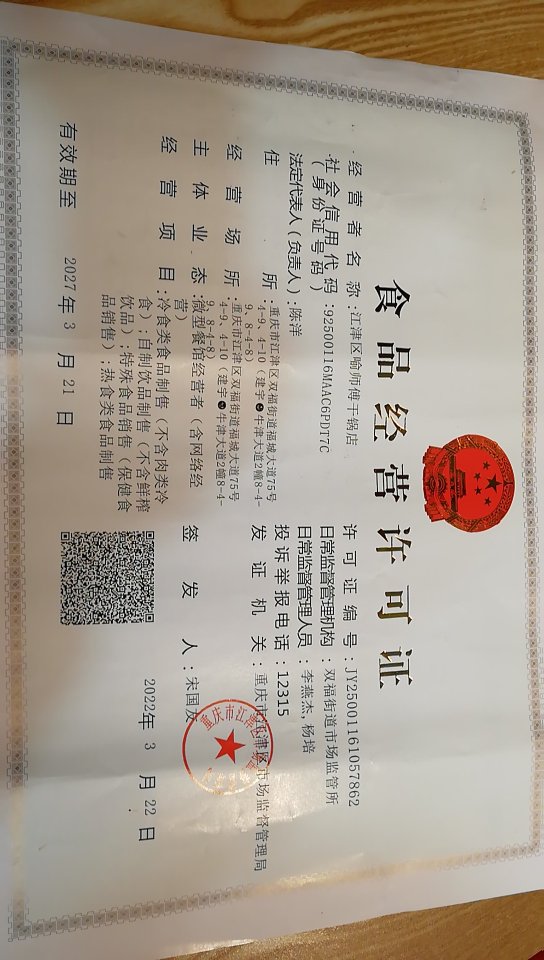 食品经营许可证
经营者名称：江津区喻师傅干锅店
社会信用代码（身份证号码）：92500116MAAC6PDT7C
法定代表人（负责人）：陈洋
住所：重庆市江津区双福街道福城大道75号
4-9、4-10（建宇●牛津大道2幢8-4-
9、8-4-8）
经营场所：重庆市江津区双福街道福城大道75号
4-9、4-10（建宇●牛津大道2幢8-4-
9、8-4-8）
主体业态：微型餐馆经营者（含网络经
营）
经营项目：冷食类食品制售（不含肉类冷
食）；自制饮品制售（不含鲜榨
饮品）；特殊食品销售（保健食
品销售）；热食类食品制售
有效期至 2027年3月21日
许可证编号：JY25001161057862
日常监督管理机构：双福街道市场监管所
日常监督管理人员：李燕杰,杨培
投诉举报电话：12315
发证机关：重庆市江津区市场监督管理局
签发人：宋国友
2022年3月22日
重庆市江津